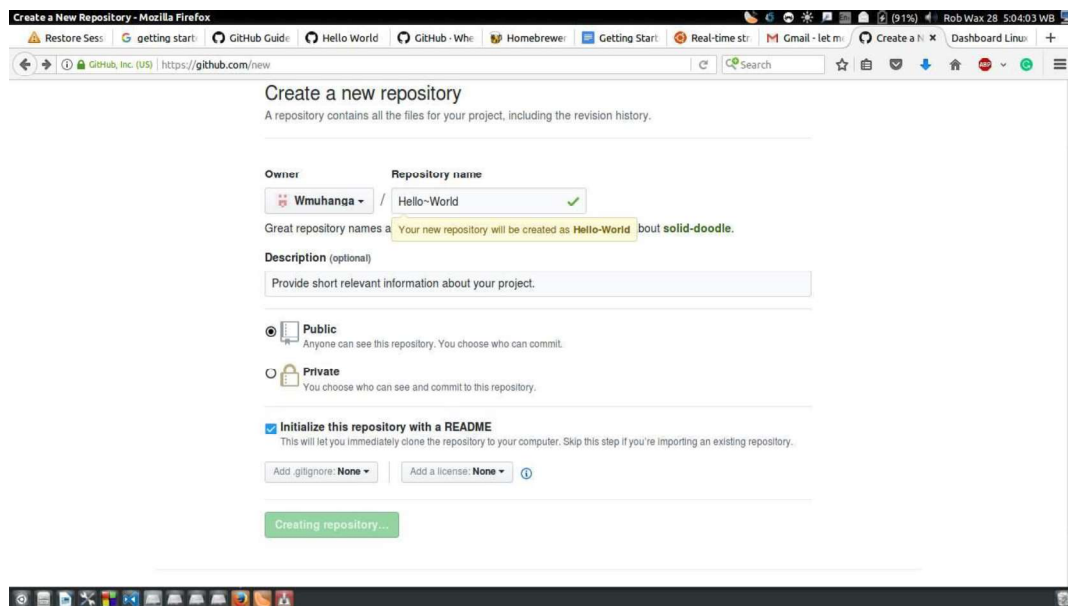 Create a New Repository - Mozilla Firefox
(91%) Rob Wax 28 5:04:03 WB
Restore Sess getting start GitHub Guide Hello World GitHub · Whe Homebrewer Getting Start Real-time str Gmail - let m Create a N × Dashboard Linux +
GitHub, Inc. (US) https://github.com/new Search ABP
Create a new repository
A repository contains all the files for your project, including the revision history.
Owner Repository name
Wmuhanga / Hello~World
Great repository names a Your new repository will be created as Hello-World bout solid-doodle.
Description (optional)
Provide short relevant information about your project.
Public
Anyone can see this repository. You choose who can commit.
Private
You choose who can see and commit to this repository.
Initialize this repository with a README
This will let you immediately clone the repository to your computer. Skip this step if you're importing an existing repository.
Add .gitignore: None Add a license: None
Creating repository...